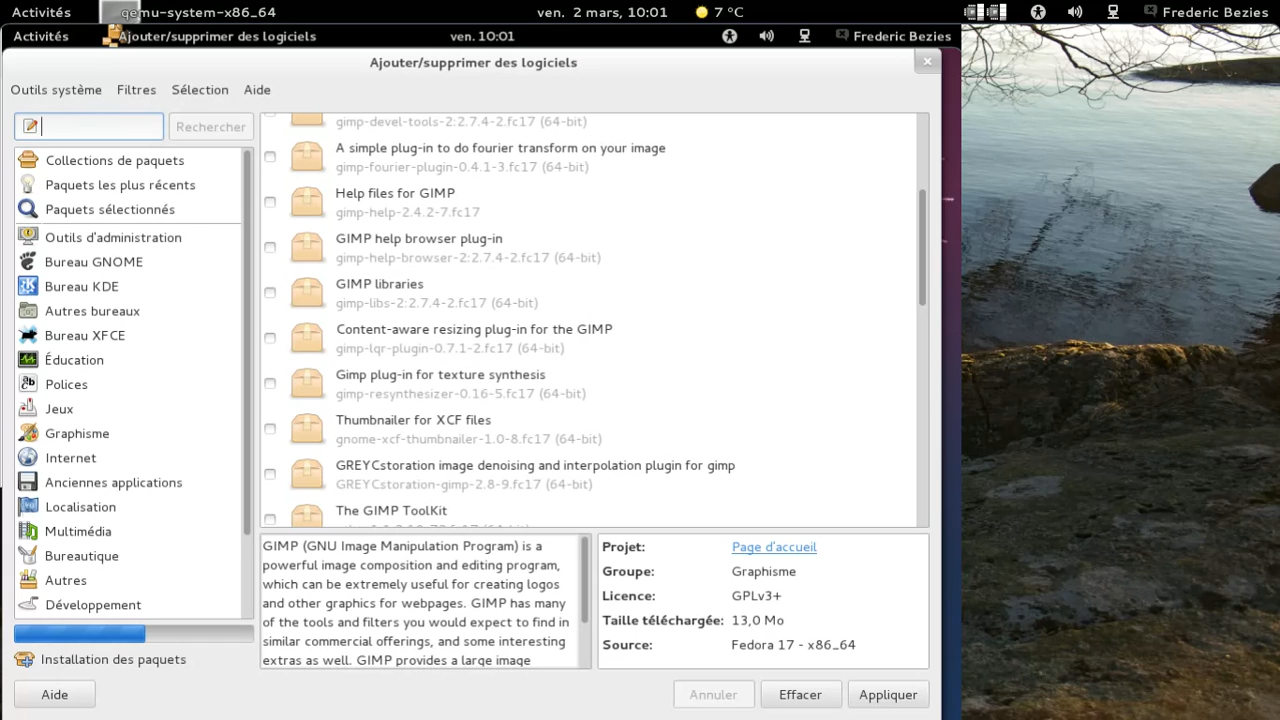 Activités qemu-system-x86_64 ven. 2 mars, 10:01 7 °C Frederic Bezies
Activités Ajouter/supprimer des logiciels ven. 10:01 Frederic Bezies
Ajouter/supprimer des logiciels
Outils système Filtres Sélection Aide
Rechercher
Collections de paquets
Paquets les plus récents
Paquets sélectionnés
Outils d'administration
Bureau GNOME
Bureau KDE
Autres bureaux
Bureau XFCE
Éducation
Polices
Jeux
Graphisme
Internet
Anciennes applications
Localisation
Multimédia
Bureautique
Autres
Développement
Installation des paquets
gimp-devel-tools-2:2.7.4-2.fc17 (64-bit)
A simple plug-in to do fourier transform on your image
gimp-fourier-plugin-0.4.1-3.fc17 (64-bit)
Help files for GIMP
gimp-help-2.4.2-7.fc17
GIMP help browser plug-in
gimp-help-browser-2:2.7.4-2.fc17 (64-bit)
GIMP libraries
gimp-libs-2:2.7.4-2.fc17 (64-bit)
Content-aware resizing plug-in for the GIMP
gimp-lqr-plugin-0.7.1-2.fc17 (64-bit)
Gimp plug-in for texture synthesis
gimp-resynthesizer-0.16-5.fc17 (64-bit)
Thumbnailer for XCF files
gnome-xcf-thumbnailer-1.0-8.fc17 (64-bit)
GREYCstoration image denoising and interpolation plugin for gimp
GREYCstoration-gimp-2.8-9.fc17 (64-bit)
The GIMP ToolKit
GIMP (GNU Image Manipulation Program) is a
powerful image composition and editing program,
which can be extremely useful for creating logos
and other graphics for webpages. GIMP has many
of the tools and filters you would expect to find in
similar commercial offerings, and some interesting
extras as well. GIMP provides a large image
Projet: Page d'accueil
Groupe: Graphisme
Licence: GPLv3+
Taille téléchargée: 13,0 Mo
Source: Fedora 17 - x86_64
Aide Annuler Effacer Appliquer